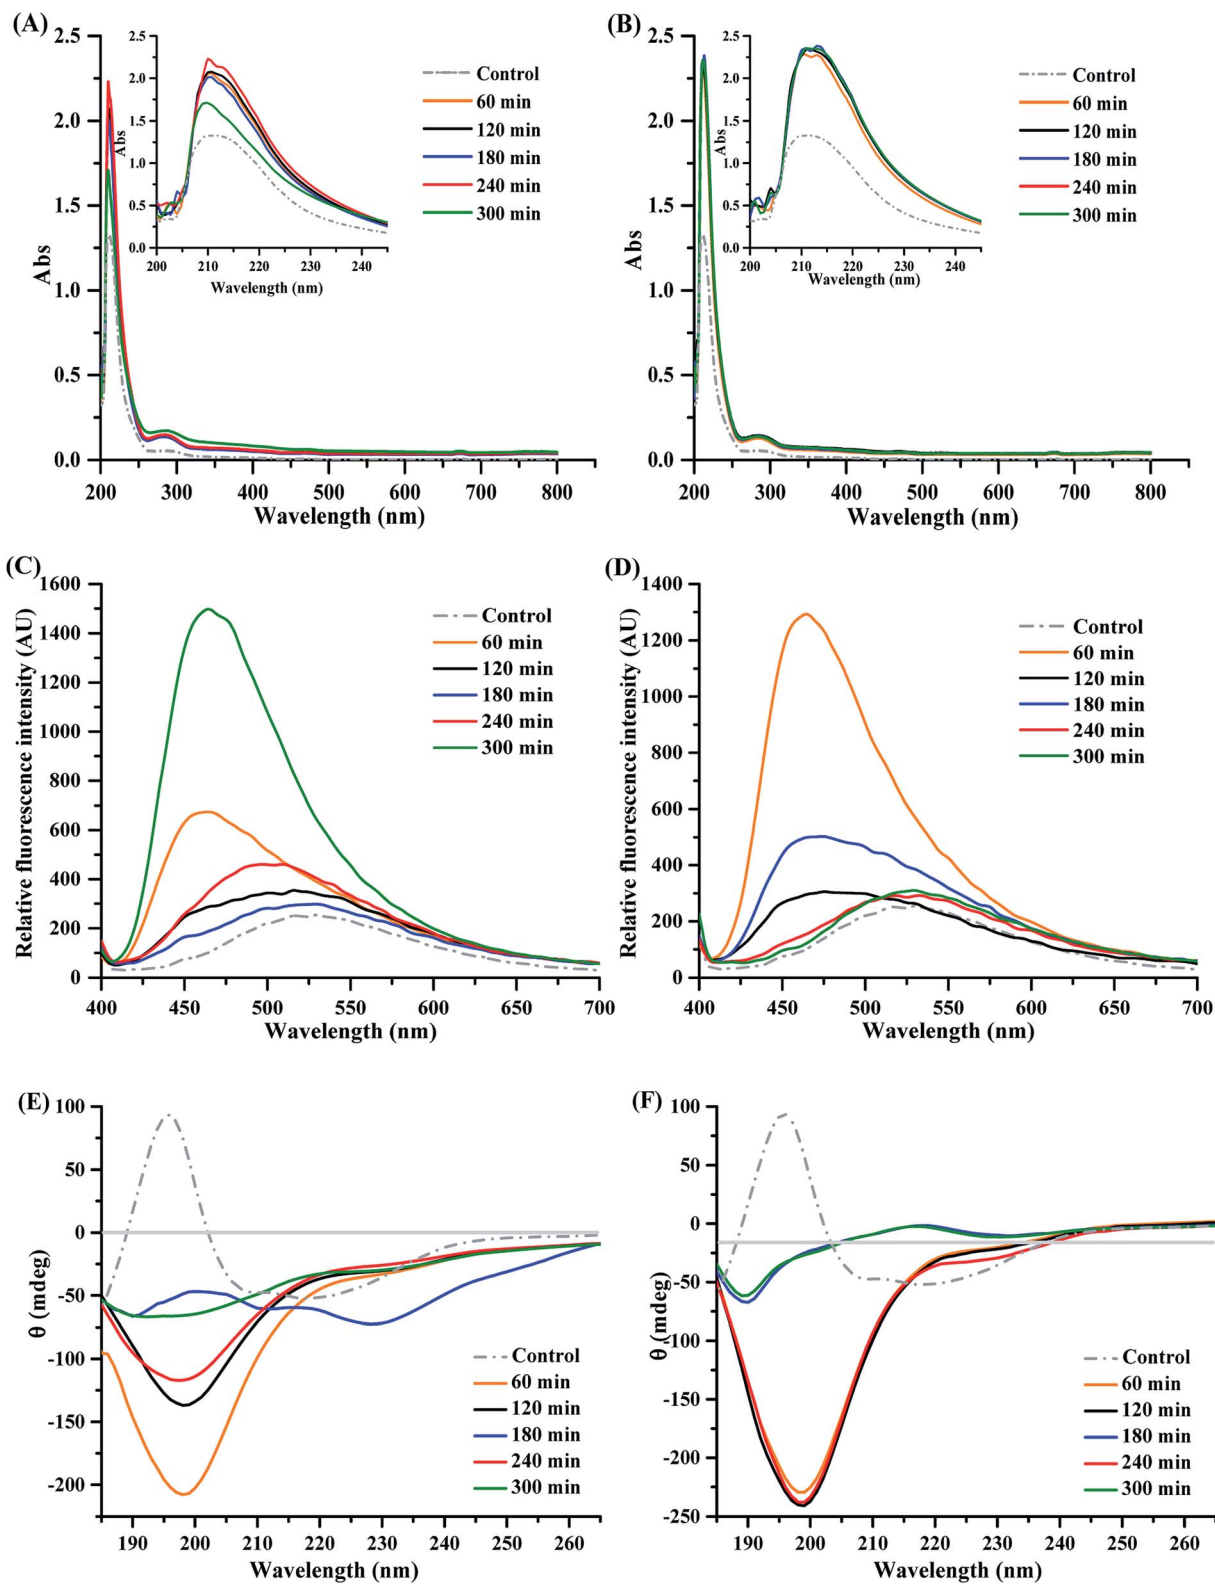 (A)
2.5
2.0
1.5
1.0
0.5
0.0
Abs
200 300 400 500 600 700 800
Wavelength (nm)
2.5
2.0
1.5
1.0
0.5
0.0
Abs
200 210 220 230 240
Wavelength (nm)
Control
60 min
120 min
180 min
240 min
300 min
(B)
2.5
2.0
1.5
1.0
0.5
0.0
Abs
200 300 400 500 600 700 800
Wavelength (nm)
2.5
2.0
1.5
1.0
0.5
0.0
Abs
200 210 220 230 240
Wavelength (nm)
Control
60 min
120 min
180 min
240 min
300 min
(C)
1600
1400
1200
1000
800
600
400
200
0
Relative fluorescence intensity (AU)
400 450 500 550 600 650 700
Wavelength (nm)
Control
60 min
120 min
180 min
240 min
300 min
(D)
1400
1200
1000
800
600
400
200
0
Relative fluorescence intensity (AU)
400 450 500 550 600 650 700
Wavelength (nm)
Control
60 min
120 min
180 min
240 min
300 min
(E)
100
50
0
-50
-100
-150
-200
θ (mdeg)
190 200 210 220 230 240 250 260
Wavelength (nm)
Control
60 min
120 min
180 min
240 min
300 min
(F)
100
50
0
-50
-100
-150
-200
-250
θ (mdeg)
190 200 210 220 230 240 250 260
Wavelength (nm)
Control
60 min
120 min
180 min
240 min
300 min